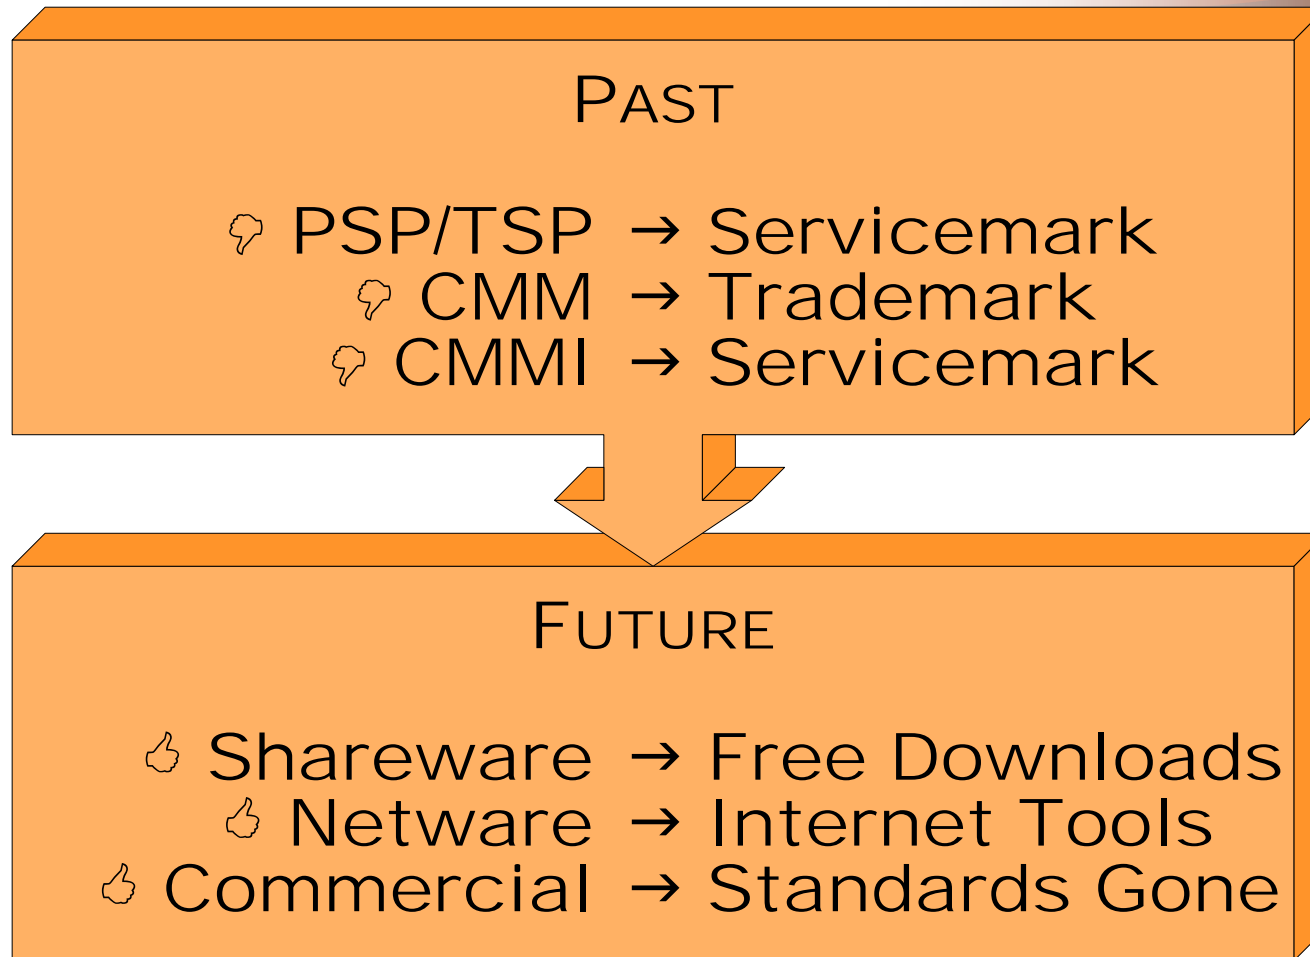 PAST
PSP/TSP → Servicemark
CMM → Trademark
CMMI → Servicemark
FUTURE
Shareware → Free Downloads
Netware → Internet Tools
Commercial → Standards Gone